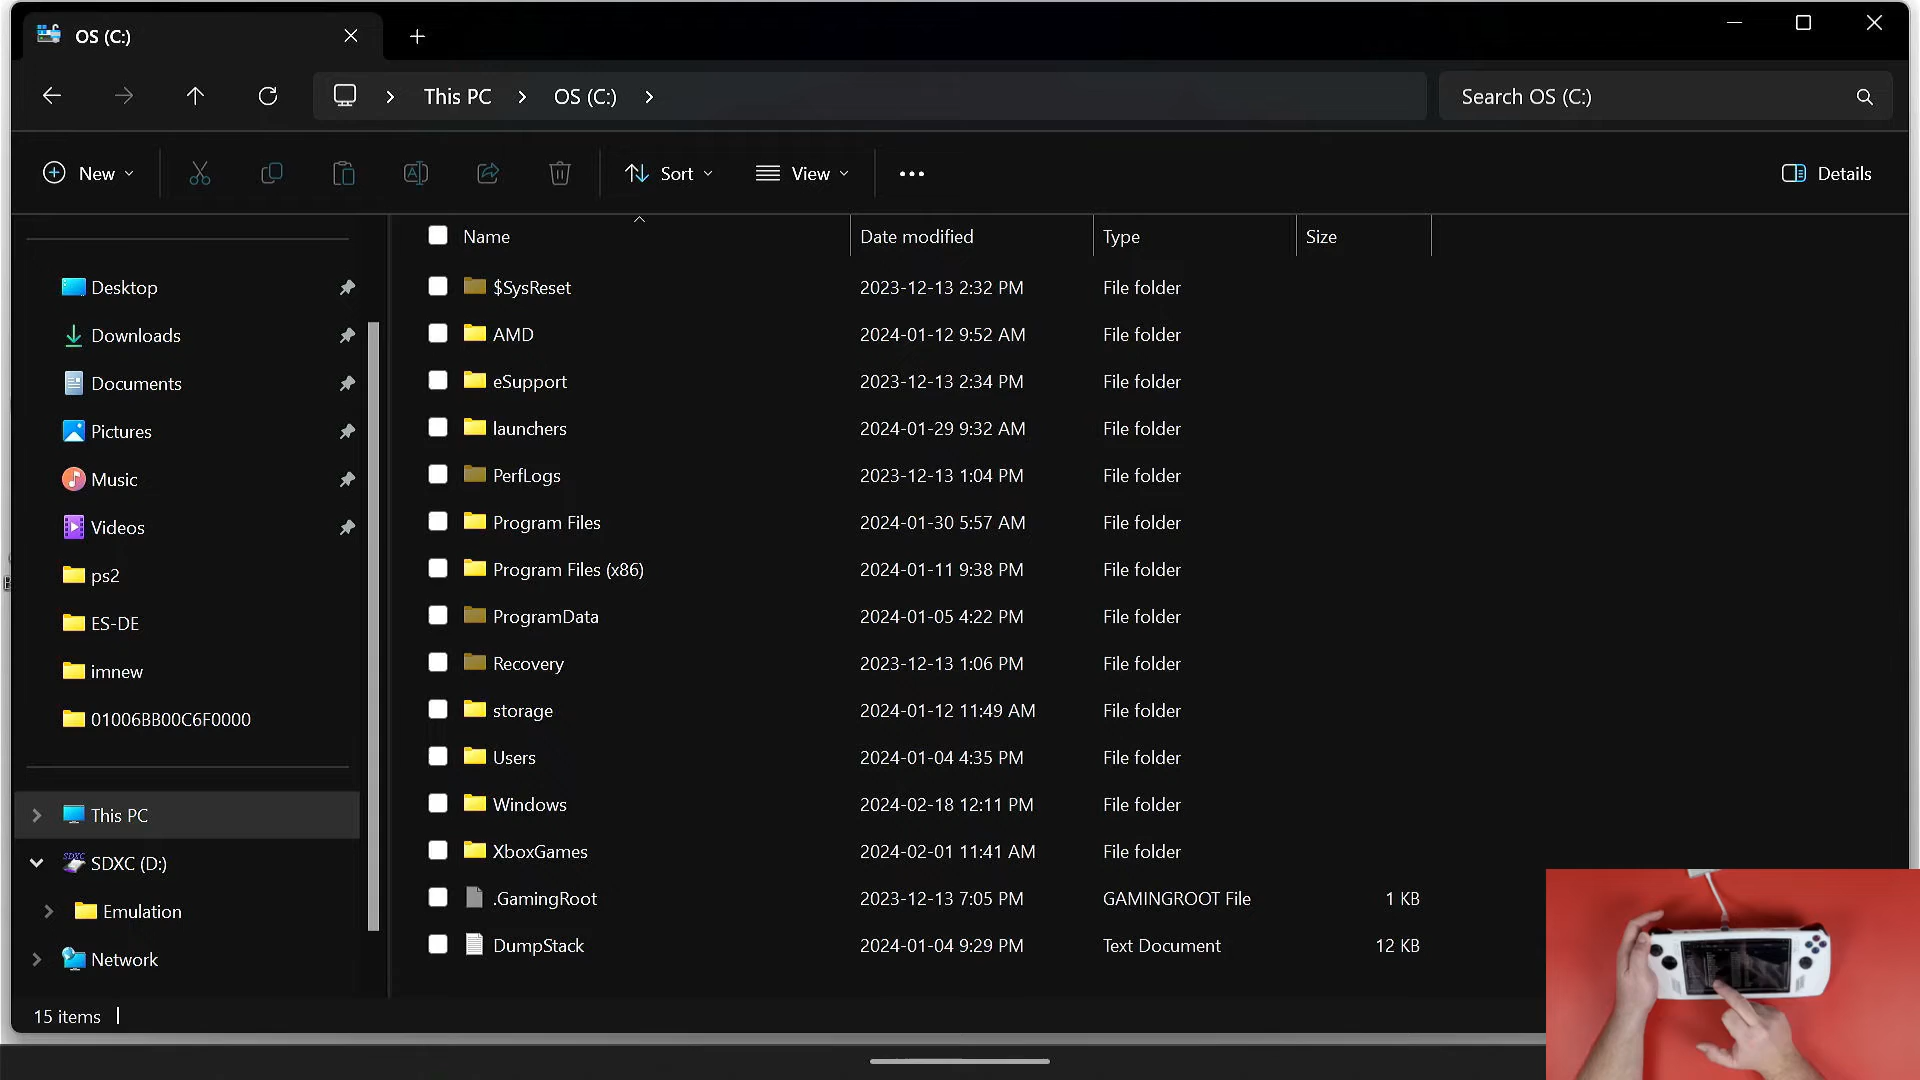 OS (C:)
This PC
OS (C:)
Search OS (C:)
New
Sort
View
Details
Name
Date modified
Type
Size
Desktop
Downloads
Documents
Pictures
Music
Videos
ps2
ES-DE
imnew
01006BB00C6F0000
This PC
SDXC
SDXC (D:)
Emulation
Network
$SysReset 2023-12-13 2:32 PM File folder
AMD 2024-01-12 9:52 AM File folder
eSupport 2023-12-13 2:34 PM File folder
launchers 2024-01-29 9:32 AM File folder
PerfLogs 2023-12-13 1:04 PM File folder
Program Files 2024-01-30 5:57 AM File folder
Program Files (x86) 2024-01-11 9:38 PM File folder
ProgramData 2024-01-05 4:22 PM File folder
Recovery 2023-12-13 1:06 PM File folder
storage 2024-01-12 11:49 AM File folder
Users 2024-01-04 4:35 PM File folder
Windows 2024-02-18 12:11 PM File folder
XboxGames 2024-02-01 11:41 AM File folder
.GamingRoot 2023-12-13 7:05 PM GAMINGROOT File 1 KB
DumpStack 2024-01-04 9:29 PM Text Document 12 KB
15 items